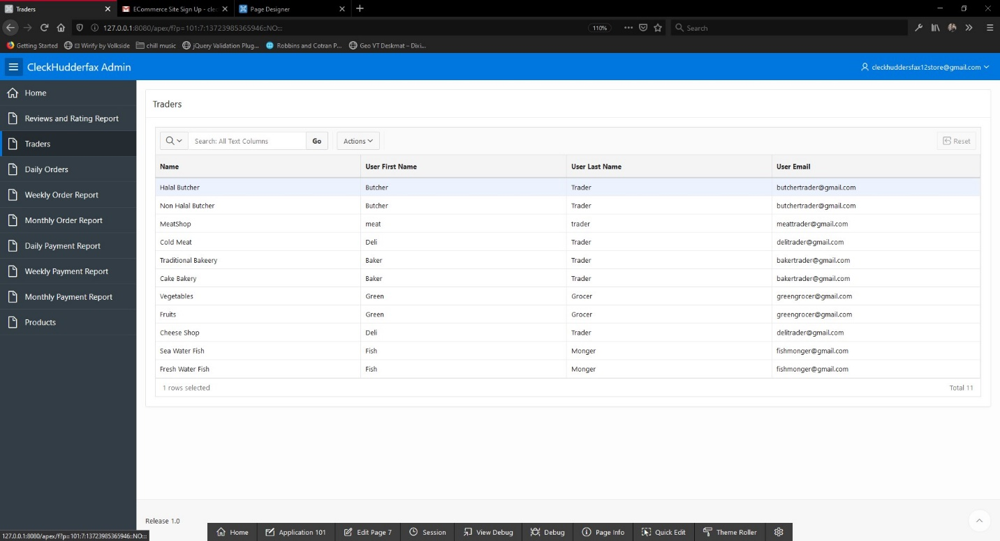 Traders
ECommerce Site Sign Up - clec
Page Designer
127.0.0.1:8080/apex/f?p=101:7:13723985365946::NO:::
110%
Search
Getting Started
Wirify by Volkside
chill music
jQuery Validation Plug...
Robbins and Cotran P...
Geo VT Deskmat – Dixi...
CleckHudderfax Admin
cleckhuddersfax12store@gmail.com
Home
Reviews and Rating Report
Traders
Daily Orders
Weekly Order Report
Monthly Order Report
Daily Payment Report
Weekly Payment Report
Monthly Payment Report
Products
Traders
Search: All Text Columns
Go
Actions
Reset
Name User First Name User Last Name User Email
Halal Butcher Butcher Trader butchertrader@gmail.com
Non Halal Butcher Butcher Trader butchertrader@gmail.com
MeatShop meat trader meattrader@gmail.com
Cold Meat Deli Trader delitrader@gmail.com
Traditional Bakeery Baker Trader bakertrader@gmail.com
Cake Bakery Baker Trader bakertrader@gmail.com
Vegetables Green Grocer greengrocer@gmail.com
Fruits Green Grocer greengrocer@gmail.com
Cheese Shop Deli Trader delitrader@gmail.com
Sea Water Fish Fish Monger fishmonger@gmail.com
Fresh Water Fish Fish Monger fishmonger@gmail.com
1 rows selected
Total 11
Release 1.0
127.0.0.1:8080/apex/f?p=101:7:13723985365946::NO:::
Home
Application 101
Edit Page 7
Session
View Debug
Debug
Page Info
Quick Edit
Theme Roller